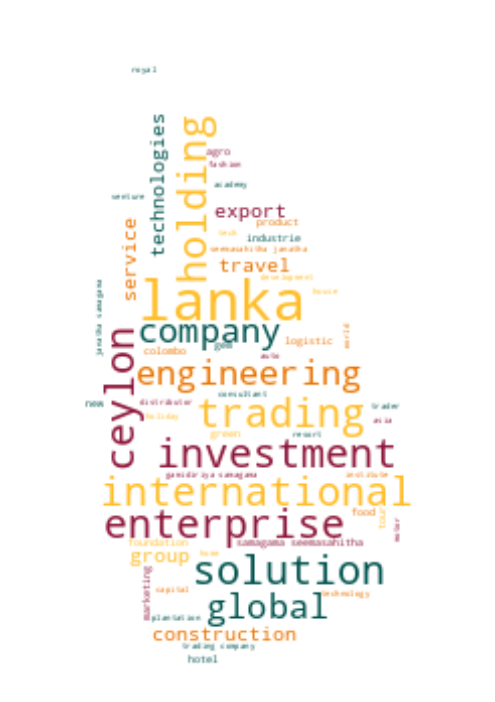 royal
technologies
holding
agro
fashion
academy
venture
export
service
product
tech
industrie
seemasahitha janatha
travel
development
janatha samagama
lanka
house
ceylon
company
world
gem
logistic
colombo
auto
engineering
consultant
new
distributor
trading
trader
holiday
asia
green
resort
investment
ganidiriya samagama
institute
international
food
tour
enterprise
motor
foundation
samagama seemasahitha
group
home
solution
marketing
capital
technology
global
plantation
construction
trading company
hotel